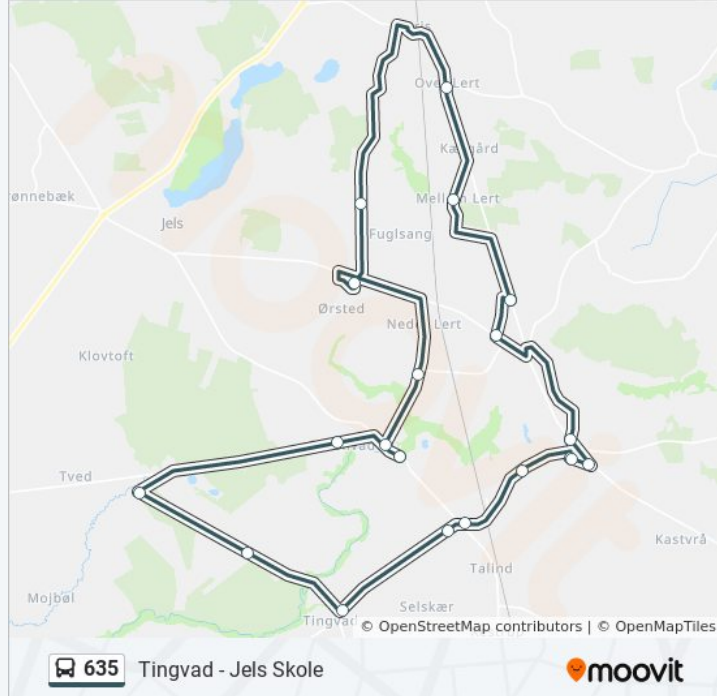 Over Lert
Kælgård
rønnebæk
Mellem Lert
Jels
Fuglsang
Ørsted
Neder Lert
Klovtoft
Tved
Kastvrå
Talind
Mojbøl
Selskær
Tingvad
© OpenStreetMap contributors | © OpenMapTiles
635 Tingvad - Jels Skole
moovit